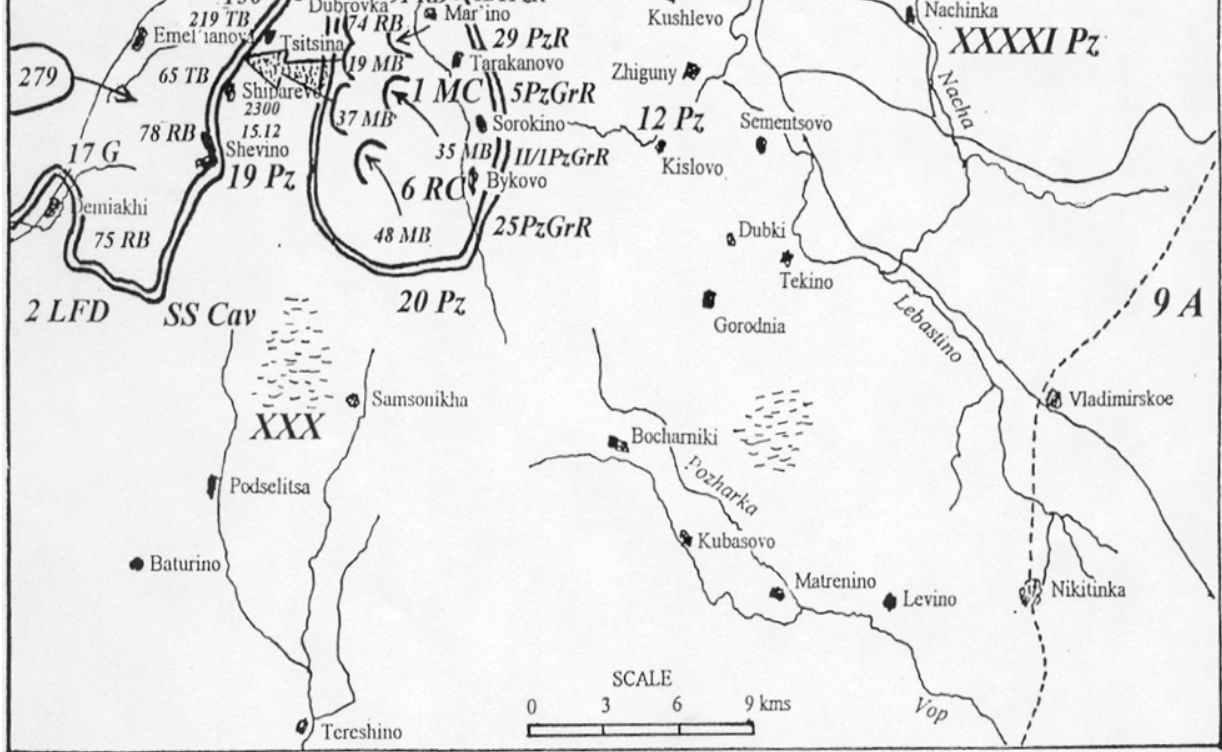 Dubrovka
Mar'ino
Kushlevo
Nachinka
219 TB
74 RB
Tsitsina
29 PzR
XXXXI Pz
19 MB
Tarakanovo
279
65 TB
Shiparevo
Zhiguny
Nacha
2300
15.12
1 MC
5PzGrR
37 MB
Sorokino
12 Pz
Sementsovo
78 RB
Shevino
17 G
19 Pz
35 MB
II/1PzGrR
Kislovo
6 RC
Bykovo
Demiakhi
75 RB
48 MB
25PzGrR
Dubki
Tekino
2 LFD
SS Cav
20 Pz
Gorodnia
Lebastino
9 A
Samsonikha
Vladimirskoe
XXX
Bocharniki
Podselitsa
Pozharka
Kubasovo
Baturino
Matrenino
Levino
Nikitinka
SCALE
0 3 6 9 kms
Vop
Tereshino